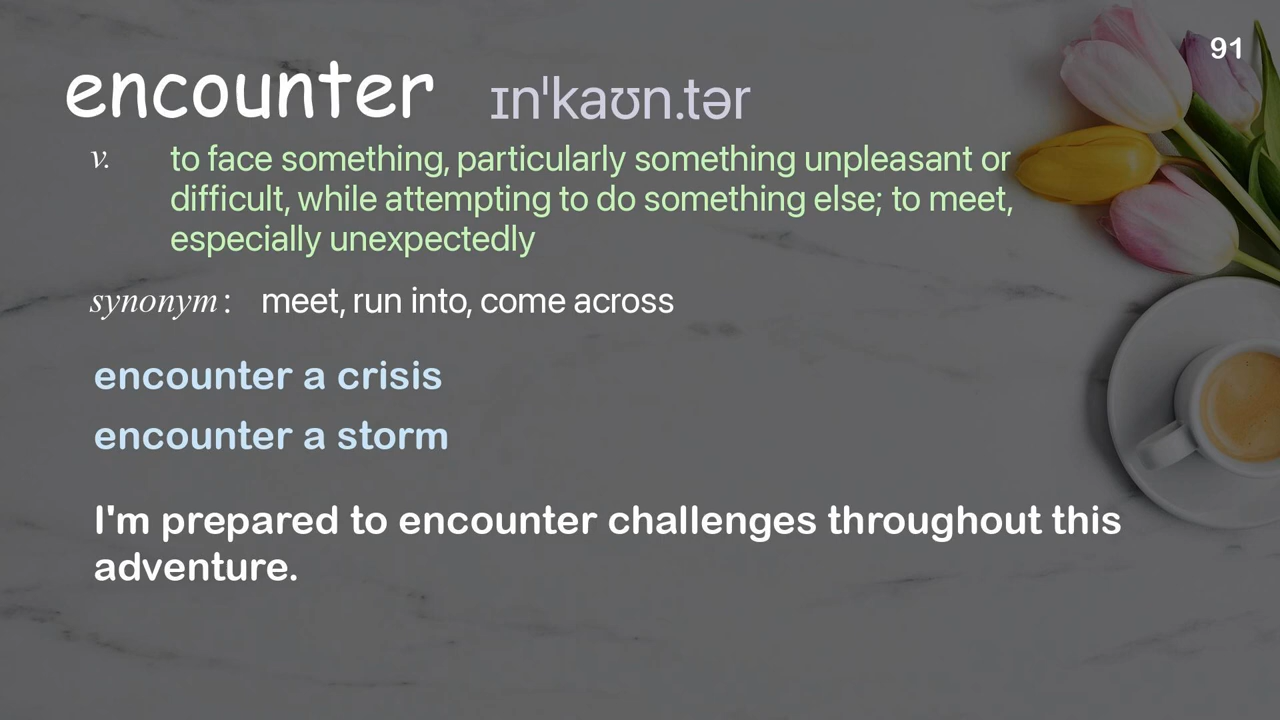 91
encounter ɪn'kaʊn.tər
v. to face something, particularly something unpleasant or
difficult, while attempting to do something else; to meet,
especially unexpectedly
synonym : meet, run into, come across
encounter a crisis
encounter a storm
I'm prepared to encounter challenges throughout this
adventure.